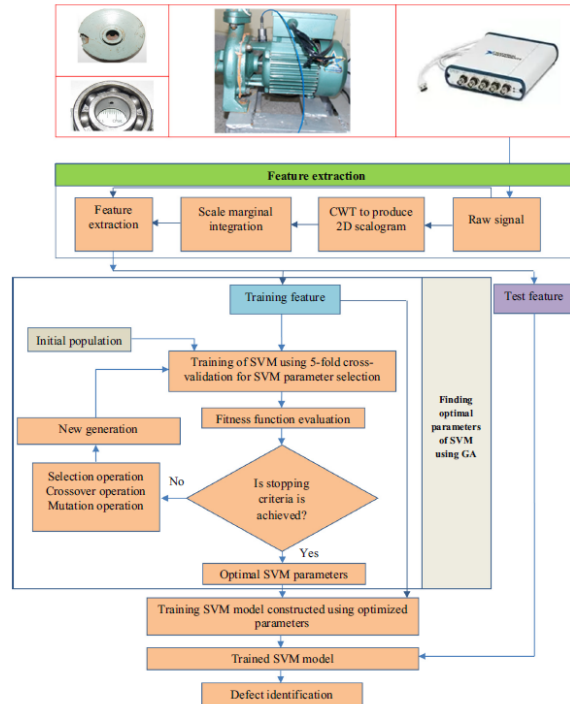 Feature extraction
Feature
extraction
Scale marginal
integration
CWT to produce
2D scalogram
Raw signal
Training feature
Test feature
Initial population
Training of SVM using 5-fold cross-
validation for SVM parameter selection
Finding
optimal
parameters
of SVM
using GA
New generation
Fitness function evaluation
Selection operation
Crossover operation
Mutation operation
No
Is stopping
criteria is
achieved?
Yes
Optimal SVM parameters
Training SVM model constructed using optimized
parameters
Trained SVM model
Defect identification